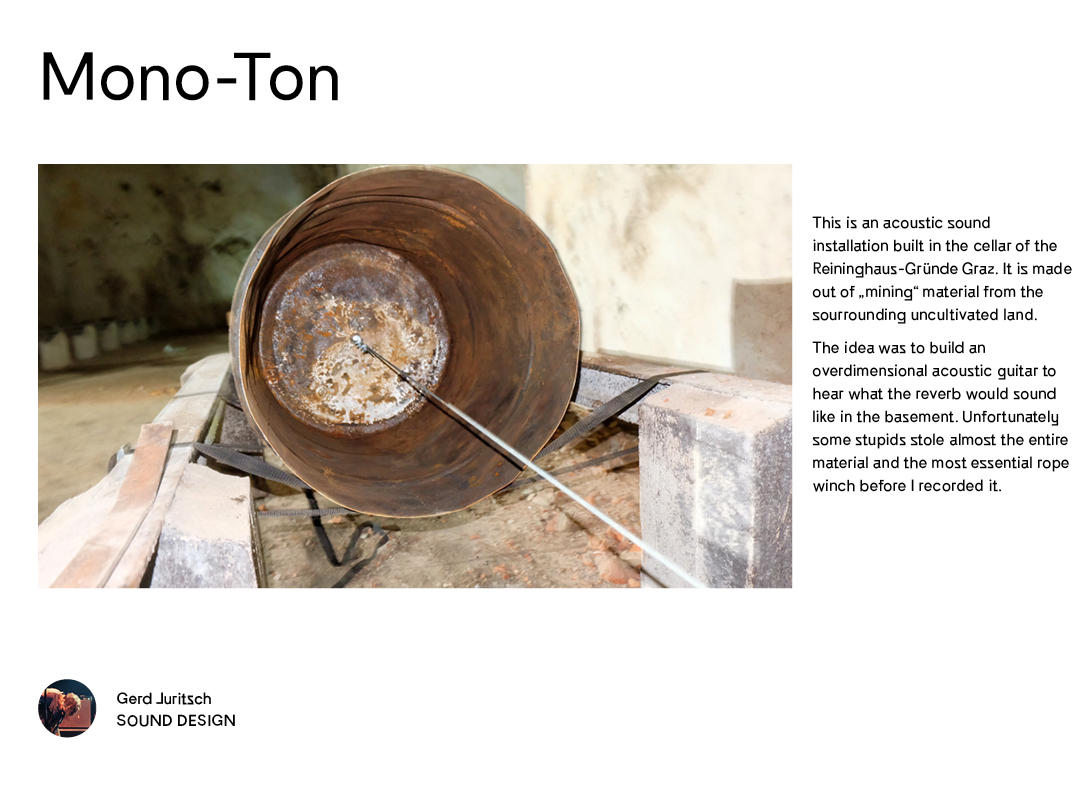 Mono-Ton
This is an acoustic sound
installation built in the cellar of the
Reininghaus-Gründe Graz. It is made
out of „mining“ material from the
sourrounding uncultivated land.
The idea was to build an
overdimensional acoustic guitar to
hear what the reverb would sound
like in the basement. Unfortunately
some stupids stole almost the entire
material and the most essential rope
winch before I recorded it.
Gerd Juritsch
SOUND DESIGN